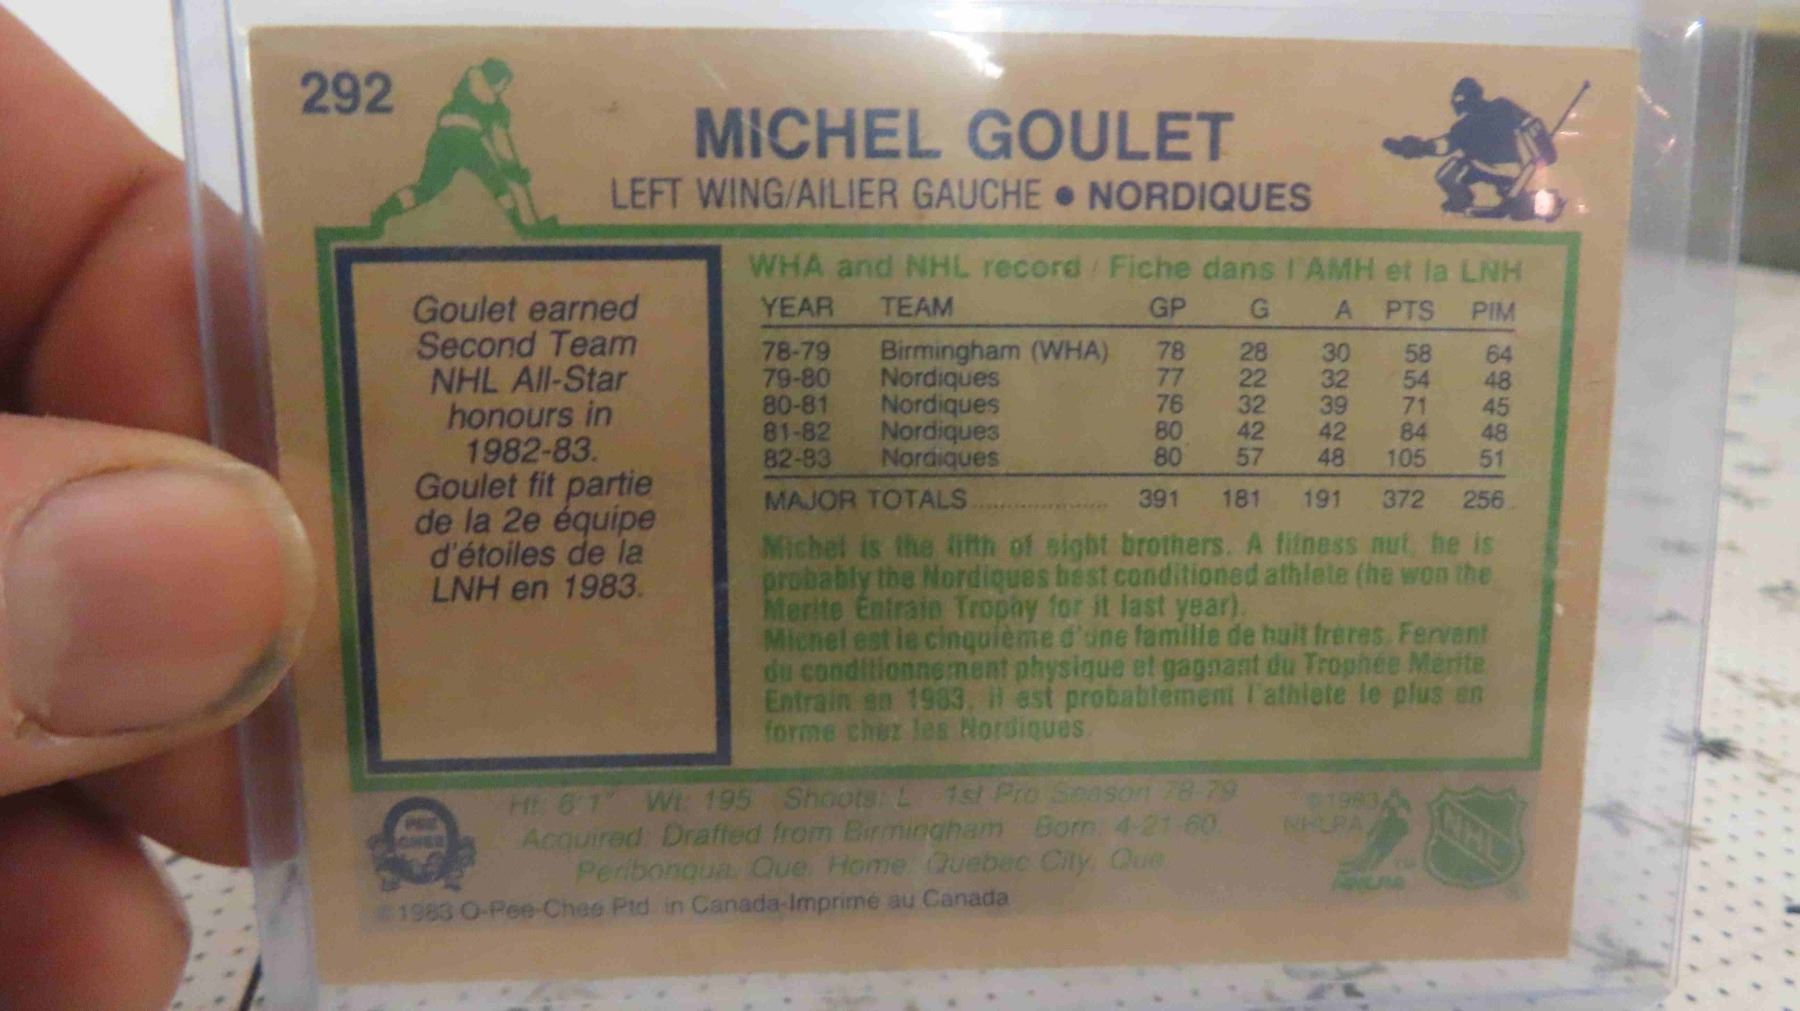 292
MICHEL GOULET
LEFT WING/AILIER GAUCHE • NORDIQUES
Goulet earned
Second Team
NHL All-Star
honours in
1982-83.
Goulet fit partie
de la 2e équipe
d'étoiles de la
LNH en 1983.
WHA and NHL record / Fiche dans l'AMH et la LNH
YEAR TEAM GP G A PTS PIM
78-79 Birmingham (WHA) 78 28 30 58 64
79-80 Nordiques 77 22 32 54 48
80-81 Nordiques 76 32 39 71 45
81-82 Nordiques 80 42 42 84 48
82-83 Nordiques 80 57 48 105 51
MAJOR TOTALS .................. 391 181 191 372 256
Michel is the fifth of eight brothers. A fitness nut, he is
probably the Nordiques best conditioned athlete (he won the
Merite Entrain Trophy for it last year).
Michel est le cinquième d'une famille de huit frères. Fervent
du conditionnement physique et gagnant du Trophée Mérite
Entrain en 1983, il est probablement l'athlète le plus en
forme chez les Nordiques.
Ht: 6'1" Wt: 195 Shoots: L 1st Pro Season 78-79
Acquired: Drafted from Birmingham Born: 4-21-60,
Peribonqua, Que. Home: Quebec City, Que.
© 1983 O-Pee-Chee Ptd. in Canada-Imprimé au Canada
O PEE
CHEE
© 1983
NHLPA
NHLPA
TM
NHL